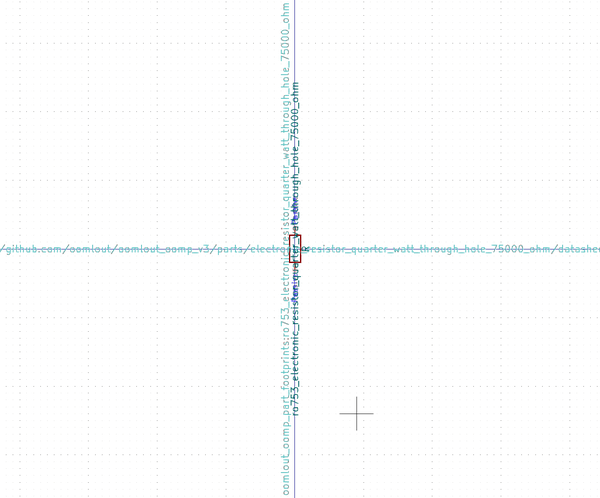 oomlout_oomp_part_footprints:ro753_electronic_resistor_quarter_watt_through_hole_75000_ohm
ro753_electronic_resistor_quarter_watt_through_hole_75000_ohm
/github.com/oomlout/oomlout_oomp_v3/parts/electronic_resistor_quarter_watt_through_hole_75000_ohm/datashe
R